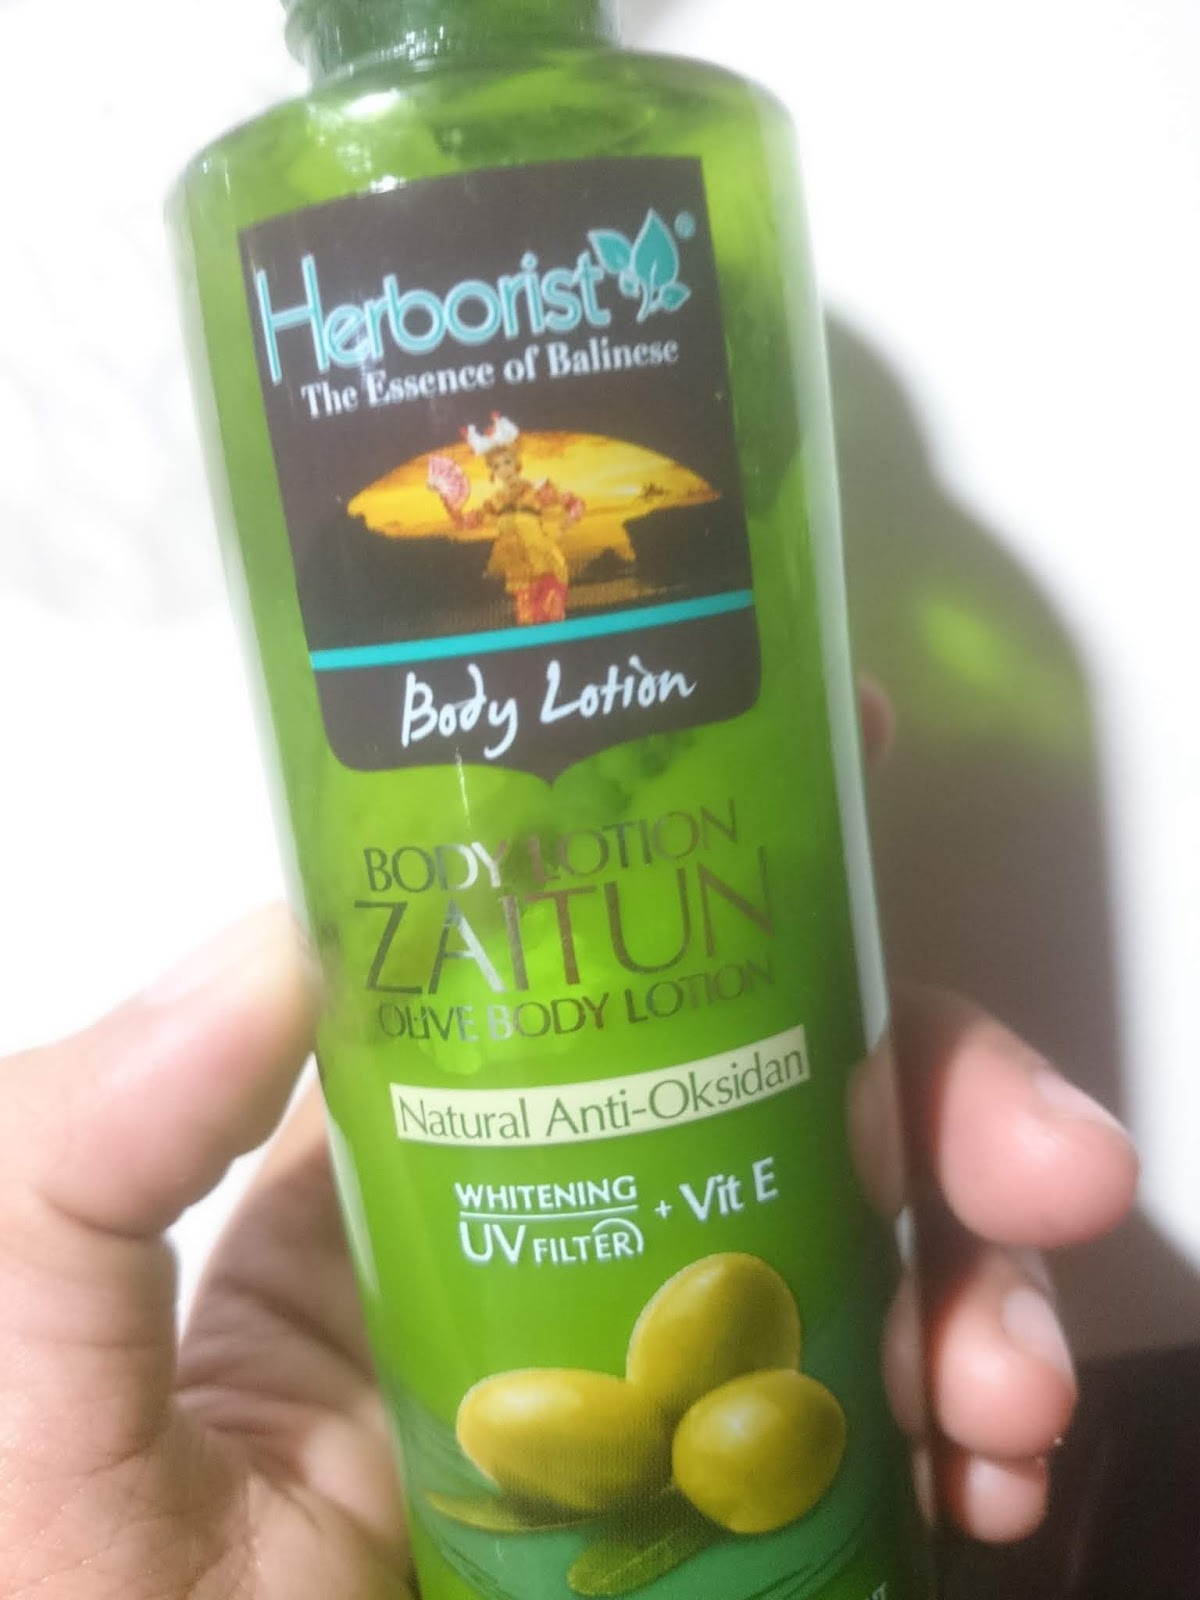 Herborist®
The Essence of Balinese
Body Lotion
BODY LOTION
ZAITUN
OLIVE BODY LOTION
Natural Anti-Oksidan
WHITENING
UV FILTER + Vit E